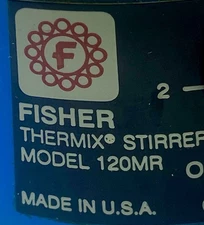 F
2
FISHER
THERMIX® STIRRER
MODEL 120MR
MADE IN U.S.A.